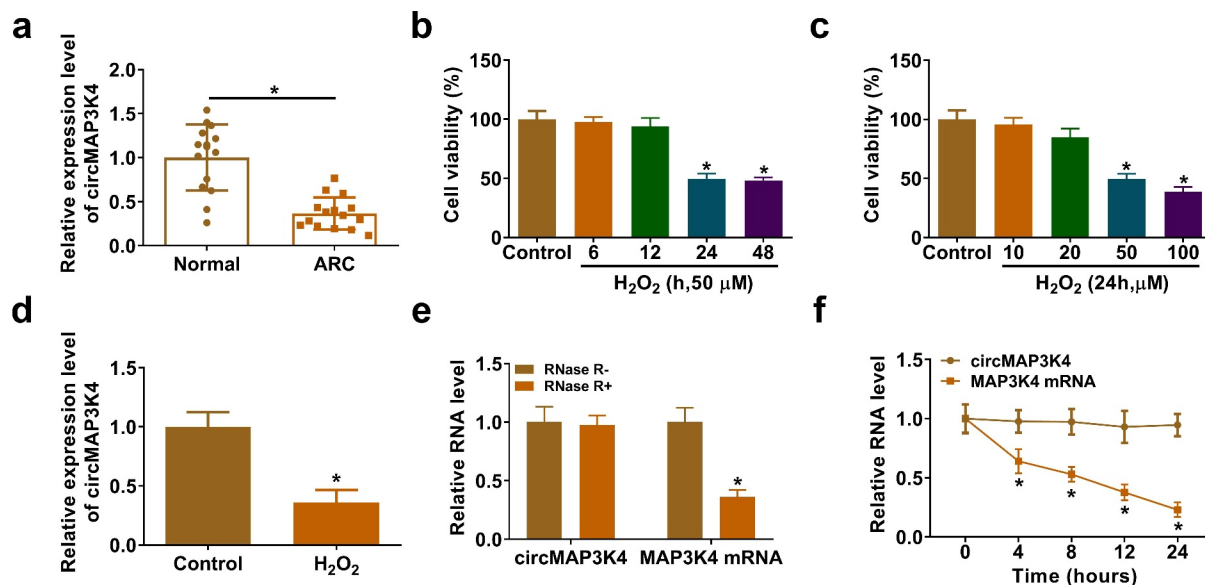 a
Relative expression level
of circMAP3K4
2.0
1.5
1.0
0.5
0.0
*
Normal ARC
b
Cell viability (%)
150
100
50
0
* *
Control 6 12 24 48
H₂O₂ (h,50 μM)
c
Cell viability (%)
150
100
50
0
* *
Control 10 20 50 100
H₂O₂ (24h,μM)
d
Relative expression level
of circMAP3K4
1.5
1.0
0.5
0.0
*
Control H₂O₂
e
Relative RNA level
1.5
1.0
0.5
0.0
RNase R-
RNase R+
*
circMAP3K4 MAP3K4 mRNA
f
Relative RNA level
1.5
1.0
0.5
0.0
circMAP3K4
MAP3K4 mRNA
* * * *
0 4 8 12 24
Time (hours)